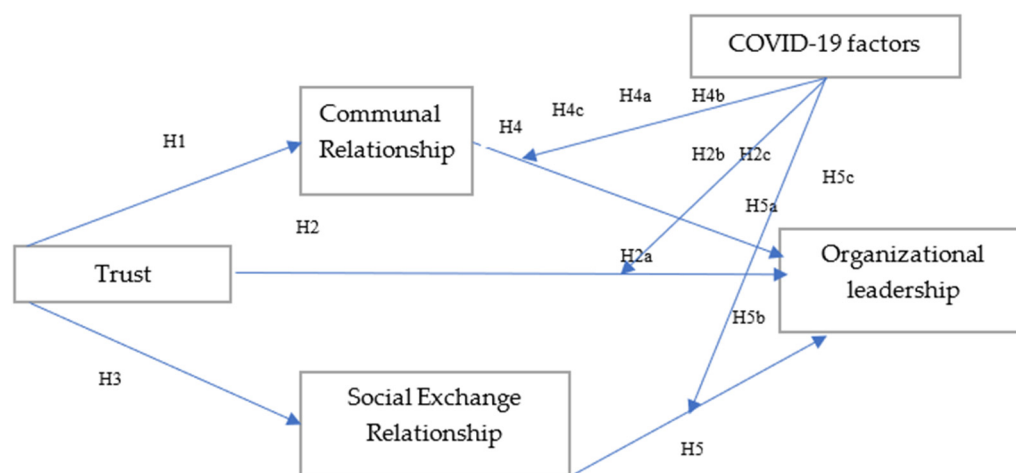 COVID-19 factors
H4a
H4b
H4c
Communal
Relationship
H4
H1
H2b
H2c
H5c
H5a
H2
H2a
Organizational
leadership
Trust
H5b
H3
Social Exchange
Relationship
H5